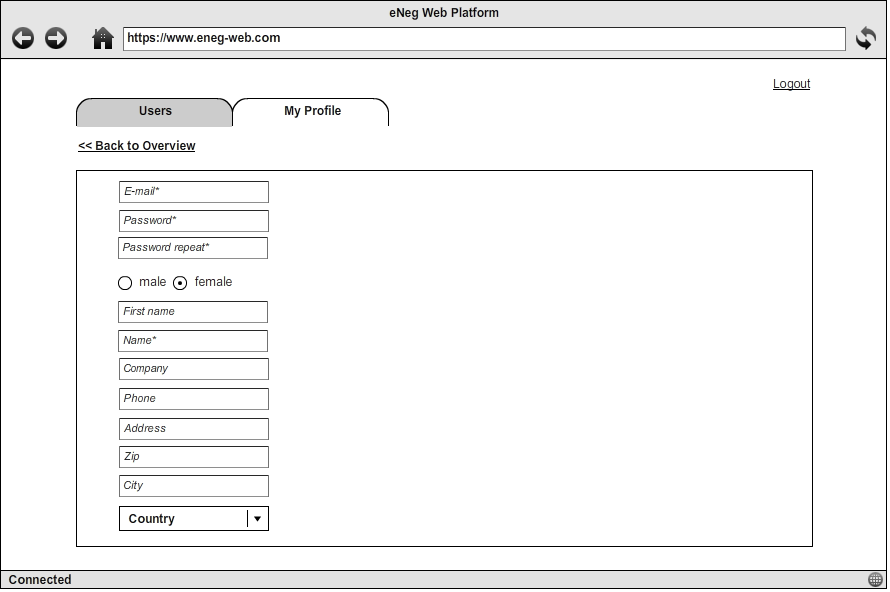 eNeg Web Platform
https://www.eneg-web.com
Logout
Users
My Profile
<< Back to Overview
E-mail*
Password*
Password repeat*
male female
First name
Name*
Company
Phone
Address
Zip
City
Country
Connected